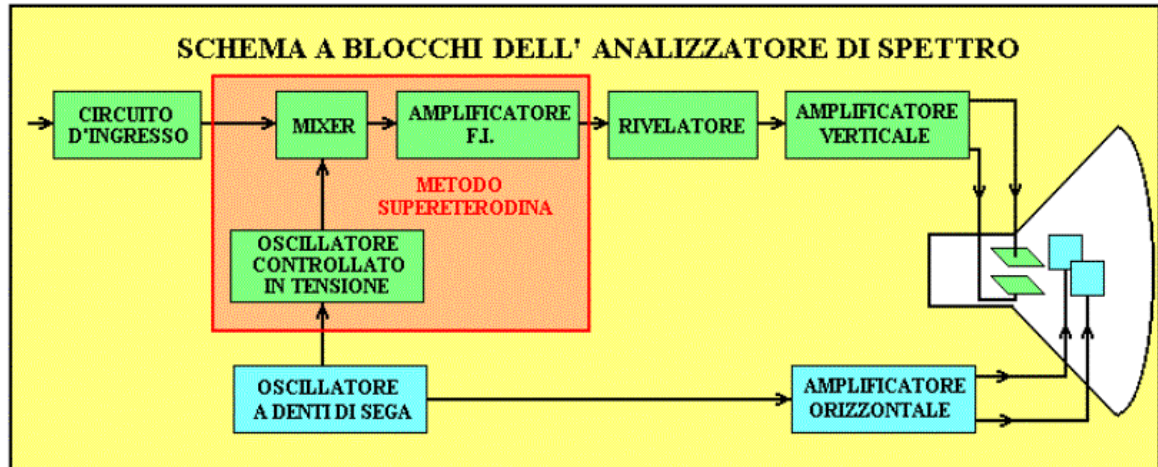 SCHEMA A BLOCCHI DELL' ANALIZZATORE DI SPETTRO
CIRCUITO
D'INGRESSO
MIXER
AMPLIFICATORE
F.I.
RIVELATORE
AMPLIFICATORE
VERTICALE
METODO
SUPERETERODINA
OSCILLATORE
CONTROLLATO
IN TENSIONE
OSCILLATORE
A DENTI DI SEGA
AMPLIFICATORE
ORIZZONTALE